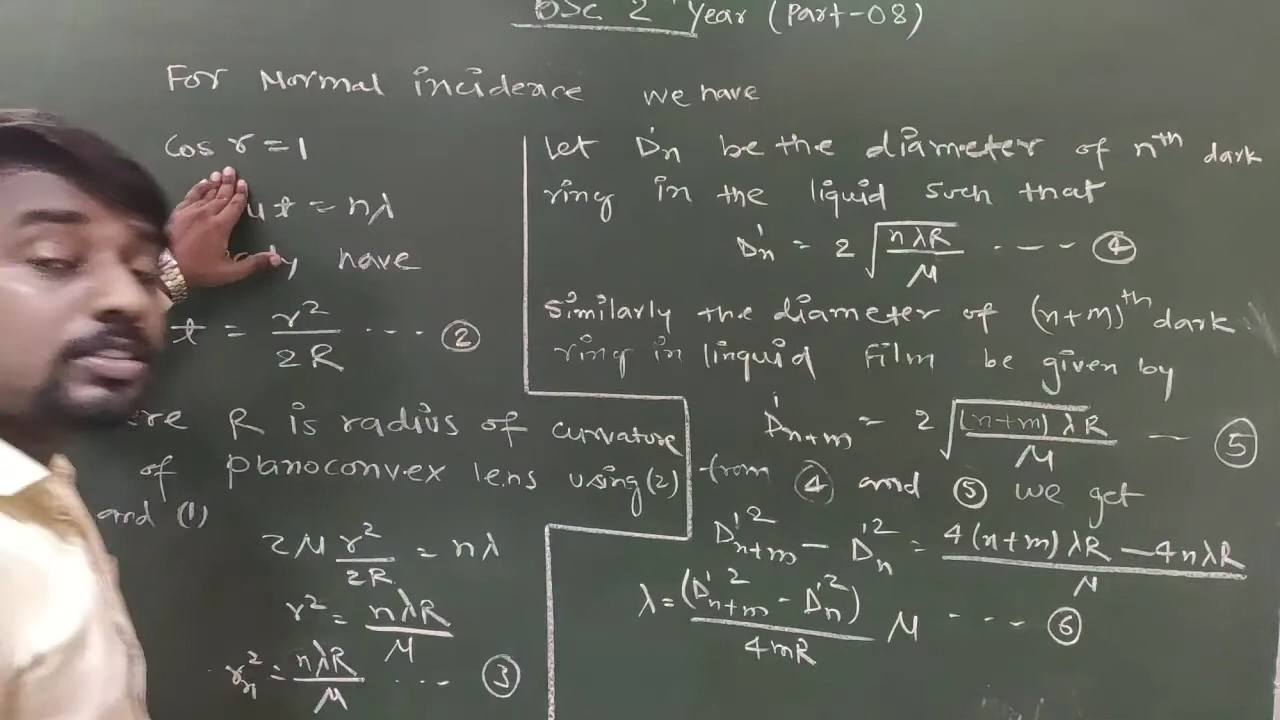 BSc 2 Year (Part-08)
For Normal incidence we have
Cos r = 1
μt = nλ
have
t = r²/2R ---- ②
R is radius of curvature
of planoconvex lens using (2)
and (1)
2μ r²/2R = nλ
r² = nλR/μ
rₙ² = nλR/μ ---- ③
Let D'n be the diameter of nth dark
ring in the liquid such that
D'n = 2√(nλR/μ) ---- ④
Similarly the diameter of (n+m)th dark
ring in linquid film be given by
D'n+m = 2√((n+m)λR/μ) — ⑤
from ④ and ⑤ we get
D'²n+m - D'²n = (4(n+m)λR - 4nλR)/μ
λ = (D'²n+m - D'²n)/4mR μ ---- ⑥